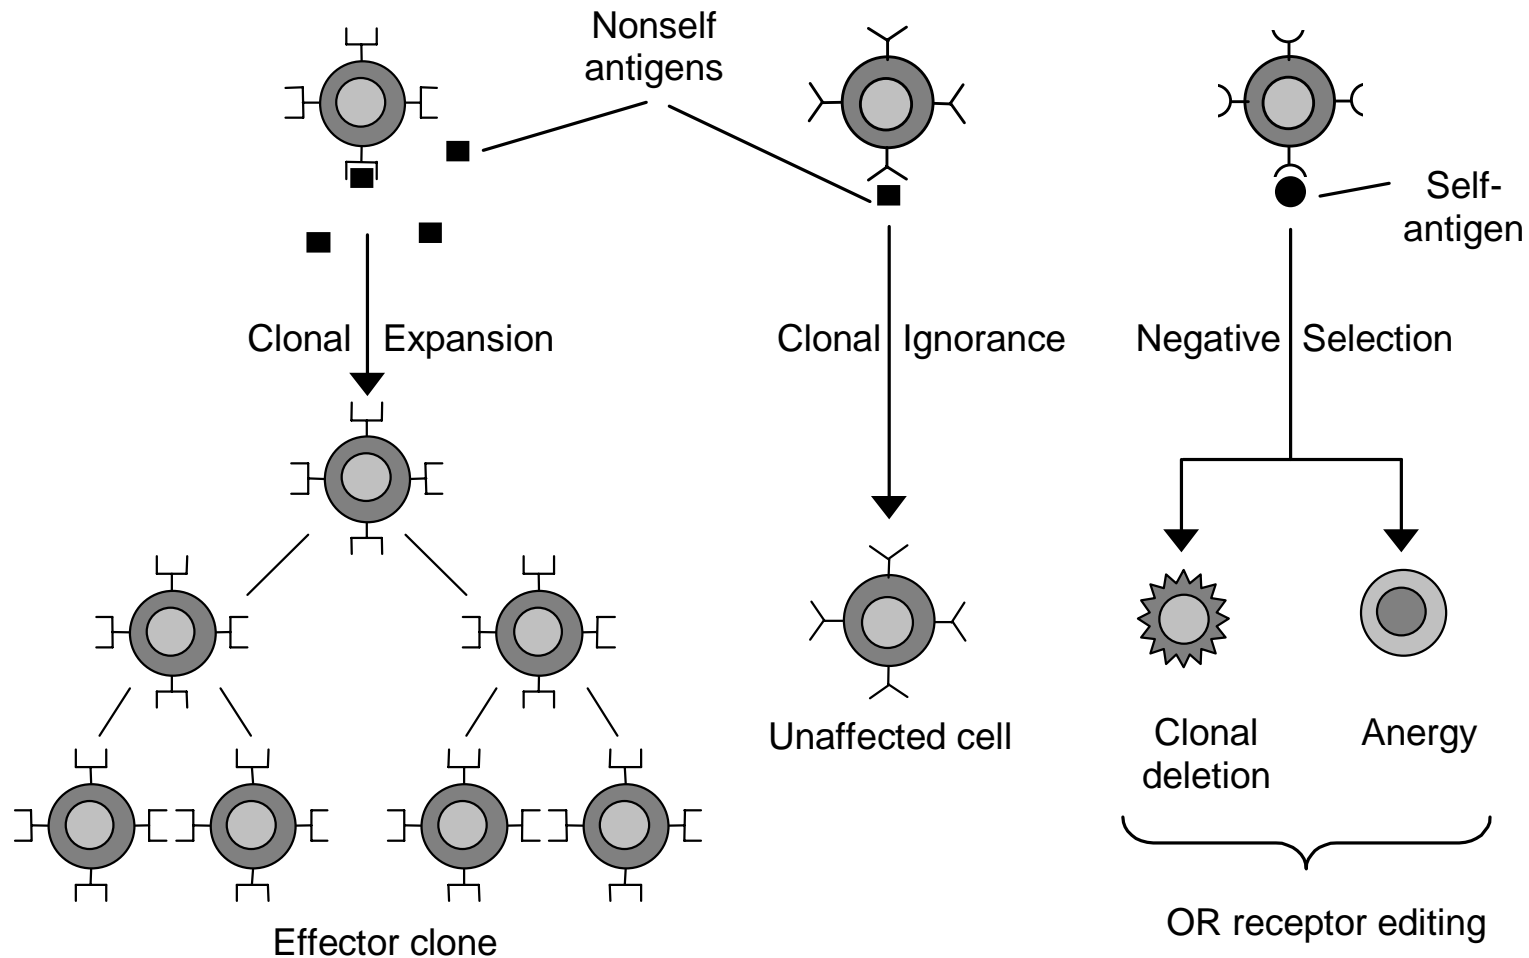 Nonself
antigens
Self-
antigen
Clonal Expansion
Clonal Ignorance
Negative Selection
Unaffected cell
Clonal
deletion
Anergy
Effector clone
OR receptor editing